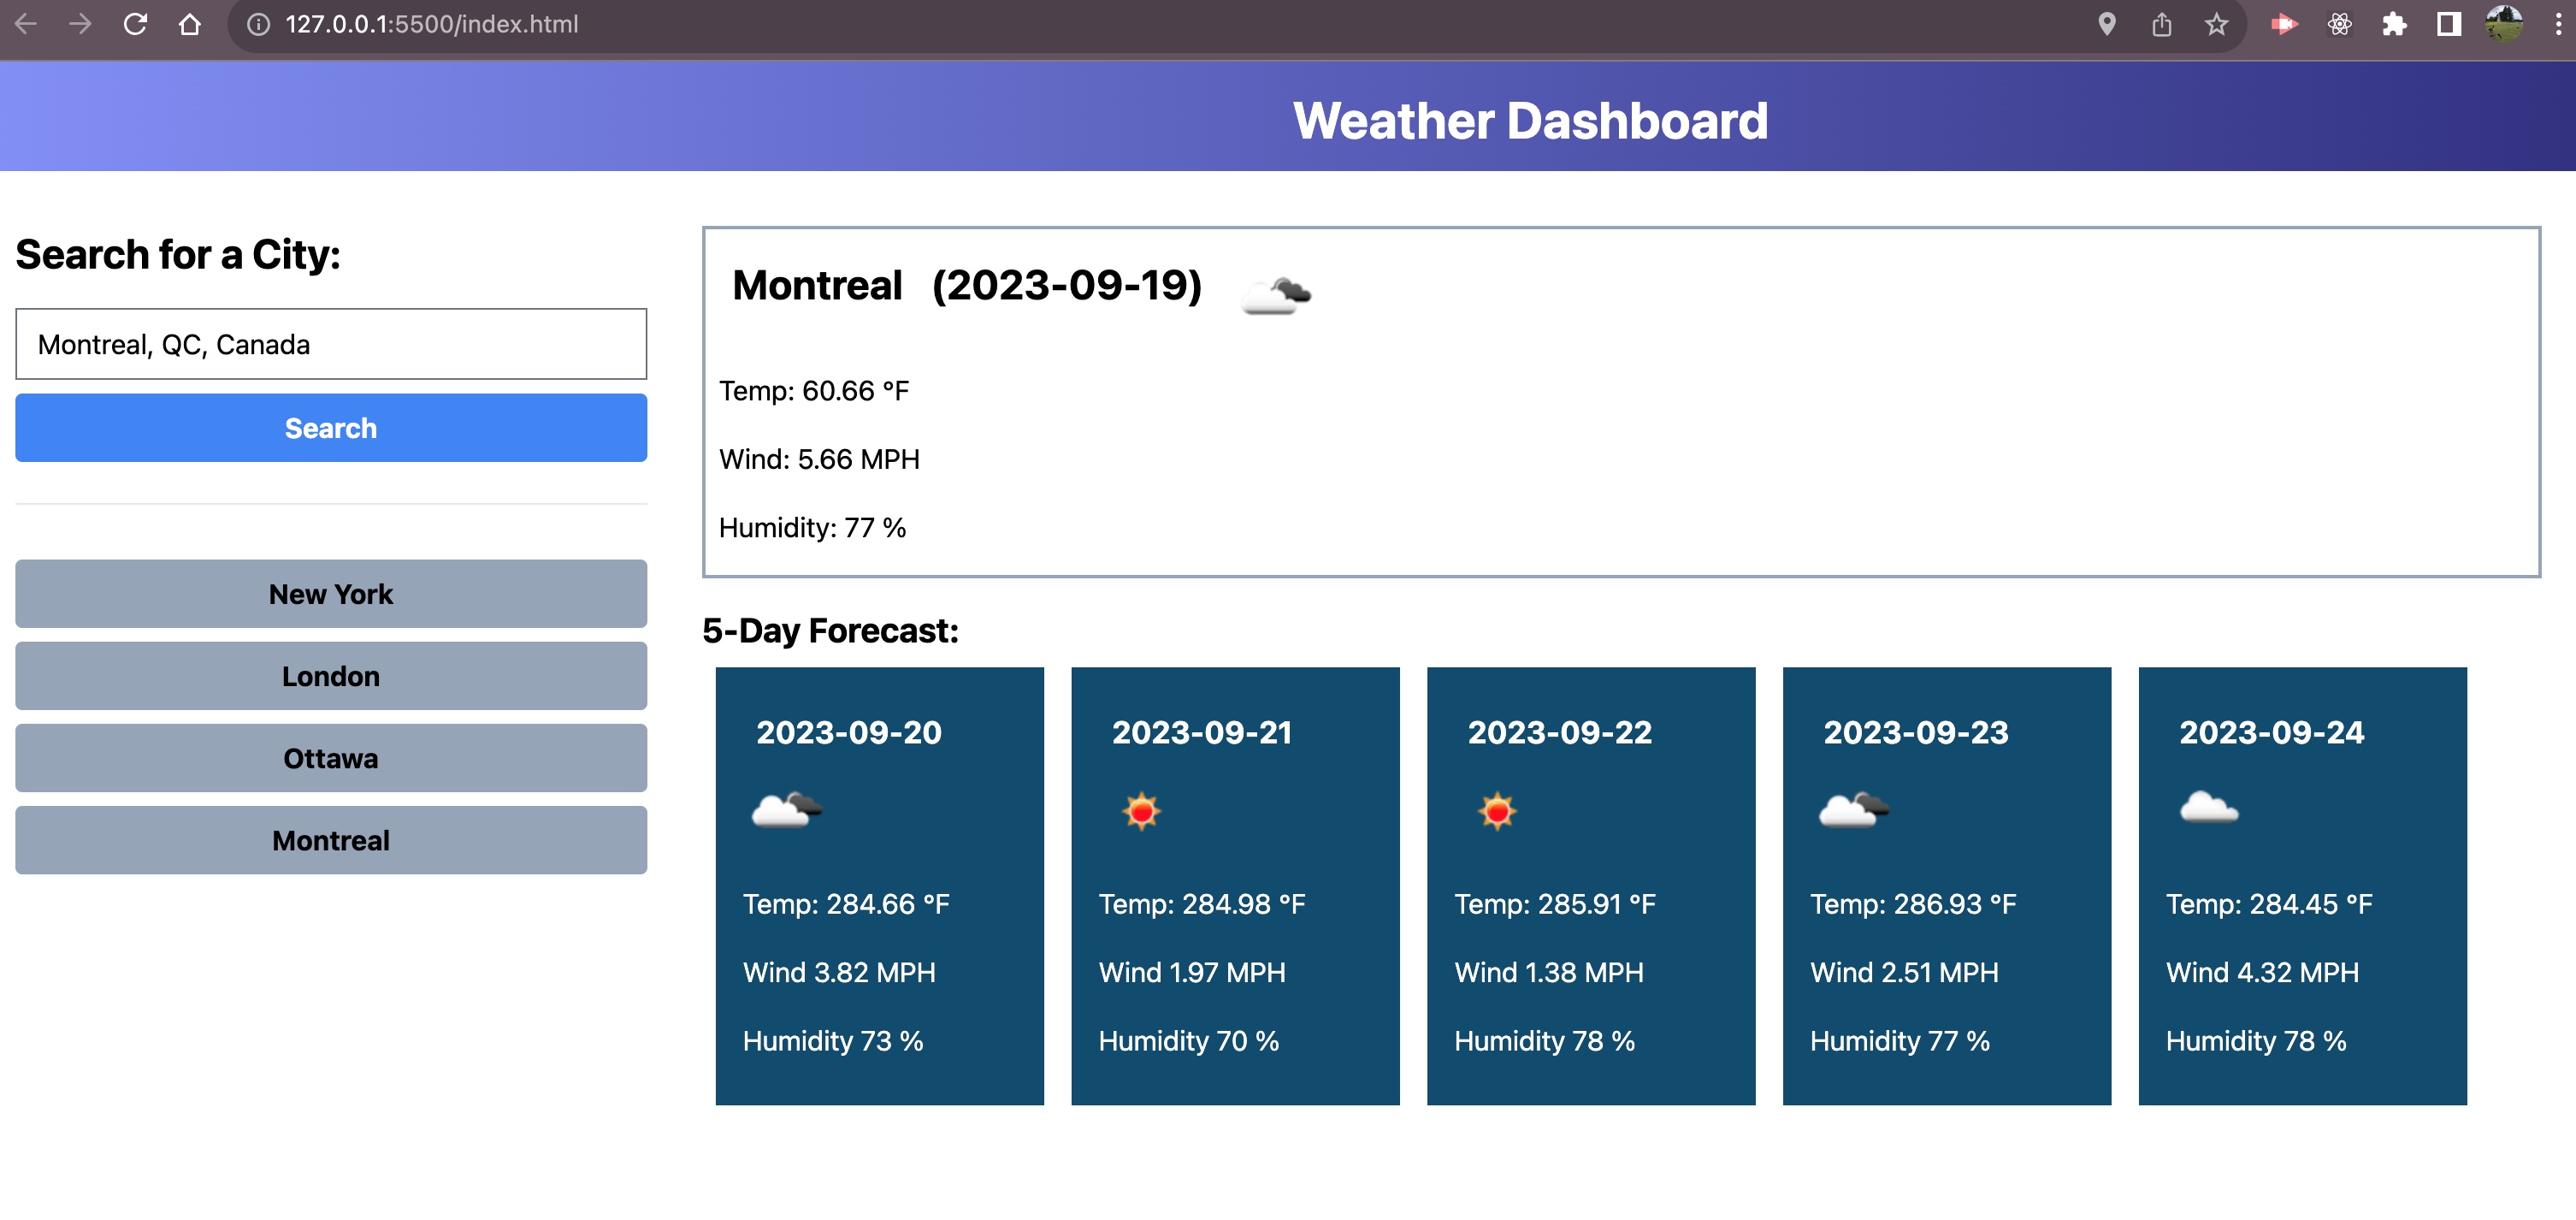 127.0.0.1:5500/index.html
Weather Dashboard
Search for a City:
Montreal, QC, Canada
Search
New York
London
Ottawa
Montreal
Montreal (2023-09-19)
Temp: 60.66 °F
Wind: 5.66 MPH
Humidity: 77 %
5-Day Forecast:
2023-09-20
Temp: 284.66 °F
Wind 3.82 MPH
Humidity 73 %
2023-09-21
Temp: 284.98 °F
Wind 1.97 MPH
Humidity 70 %
2023-09-22
Temp: 285.91 °F
Wind 1.38 MPH
Humidity 78 %
2023-09-23
Temp: 286.93 °F
Wind 2.51 MPH
Humidity 77 %
2023-09-24
Temp: 284.45 °F
Wind 4.32 MPH
Humidity 78 %